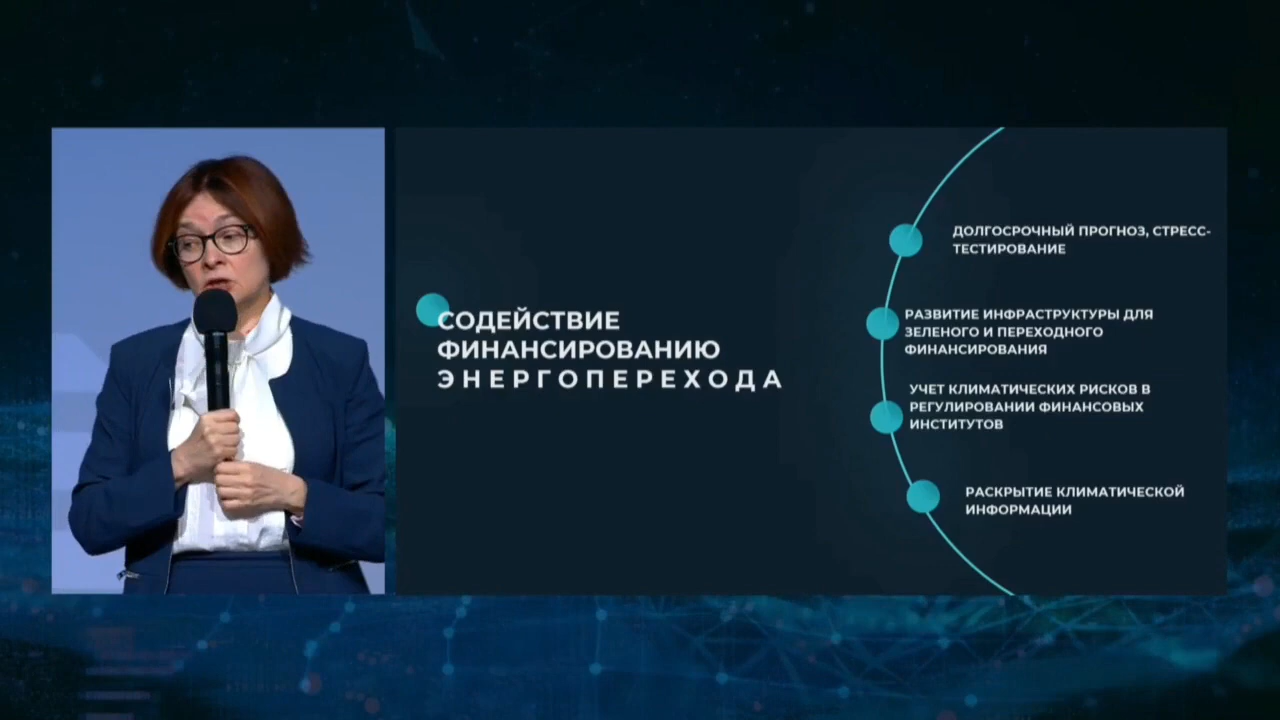 СОДЕЙСТВИЕ
ФИНАНСИРОВАНИЮ
ЭНЕРГОПЕРЕХОДА
ДОЛГОСРОЧНЫЙ ПРОГНОЗ, СТРЕСС-
ТЕСТИРОВАНИЕ
РАЗВИТИЕ ИНФРАСТРУКТУРЫ ДЛЯ
ЗЕЛЕНОГО И ПЕРЕХОДНОГО
ФИНАНСИРОВАНИЯ
УЧЕТ КЛИМАТИЧЕСКИХ РИСКОВ В
РЕГУЛИРОВАНИИ ФИНАНСОВЫХ
ИНСТИТУТОВ
РАСКРЫТИЕ КЛИМАТИЧЕСКОЙ
ИНФОРМАЦИИ